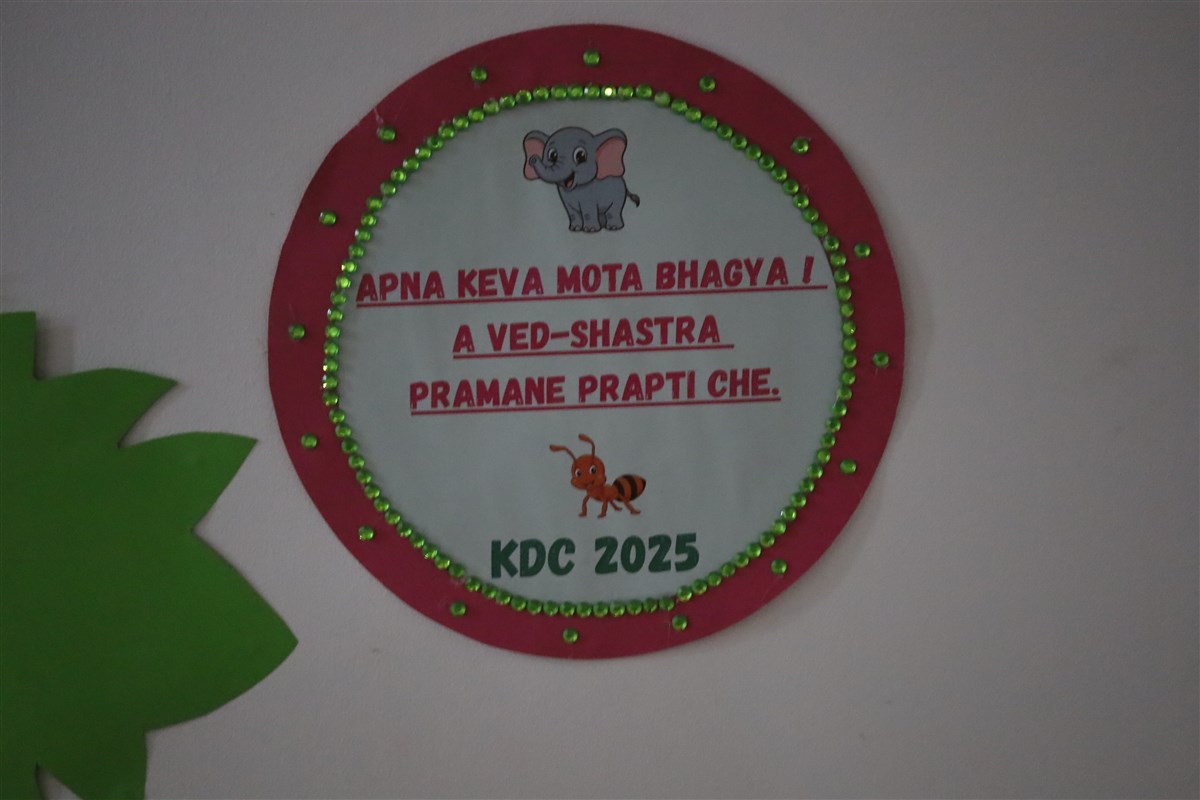 APNA KEVA MOTA BHAGYA !
A VED-SHASTRA
PRAMANE PRAPTI CHE.
KDC 2025